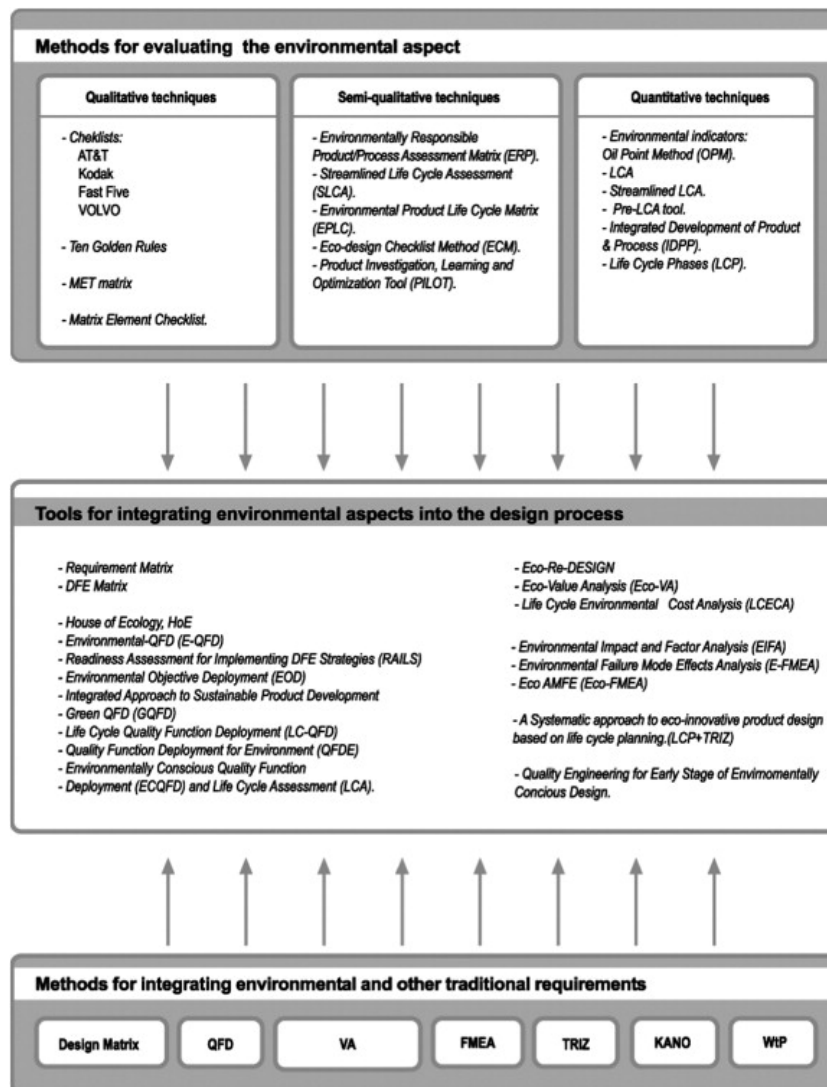 Methods for evaluating the environmental aspect
Qualitative techniques
- Cheklists:
AT&T
Kodak
Fast Five
VOLVO
- Ten Golden Rules
- MET matrix
- Matrix Element Checklist.
Semi-qualitative techniques
- Environmentally Responsible
Product/Process Assessment Matrix (ERP).
- Streamlined Life Cycle Assessment
(SLCA).
- Environmental Product Life Cycle Matrix
(EPLC).
- Eco-design Checklist Method (ECM).
- Product Investigation, Learning and
Optimization Tool (PILOT).
Quantitative techniques
- Environmental indicators:
Oil Point Method (OPM).
- LCA
- Streamlined LCA.
- Pre-LCA tool.
- Integrated Development of Product
& Process (IDPP).
- Life Cycle Phases (LCP).
Tools for integrating environmental aspects into the design process
- Requirement Matrix
- DFE Matrix
- House of Ecology, HoE
- Environmental-QFD (E-QFD)
- Readiness Assessment for Implementing DFE Strategies (RAILS)
- Environmental Objective Deployment (EOD)
- Integrated Approach to Sustainable Product Development
- Green QFD (GQFD)
- Life Cycle Quality Function Deployment (LC-QFD)
- Quality Function Deployment for Environment (QFDE)
- Environmentally Conscious Quality Function
- Deployment (ECQFD) and Life Cycle Assessment (LCA).
- Eco-Re-DESIGN
- Eco-Value Analysis (Eco-VA)
- Life Cycle Environmental Cost Analysis (LCECA)
- Environmental Impact and Factor Analysis (EIFA)
- Environmental Failure Mode Effects Analysis (E-FMEA)
- Eco AMFE (Eco-FMEA)
- A Systematic approach to eco-innovative product design
based on life cycle planning.(LCP+TRIZ)
- Quality Engineering for Early Stage of Envirnomentally
Concious Design.
Methods for integrating environmental and other traditional requirements
Design Matrix
QFD
VA
FMEA
TRIZ
KANO
WtP